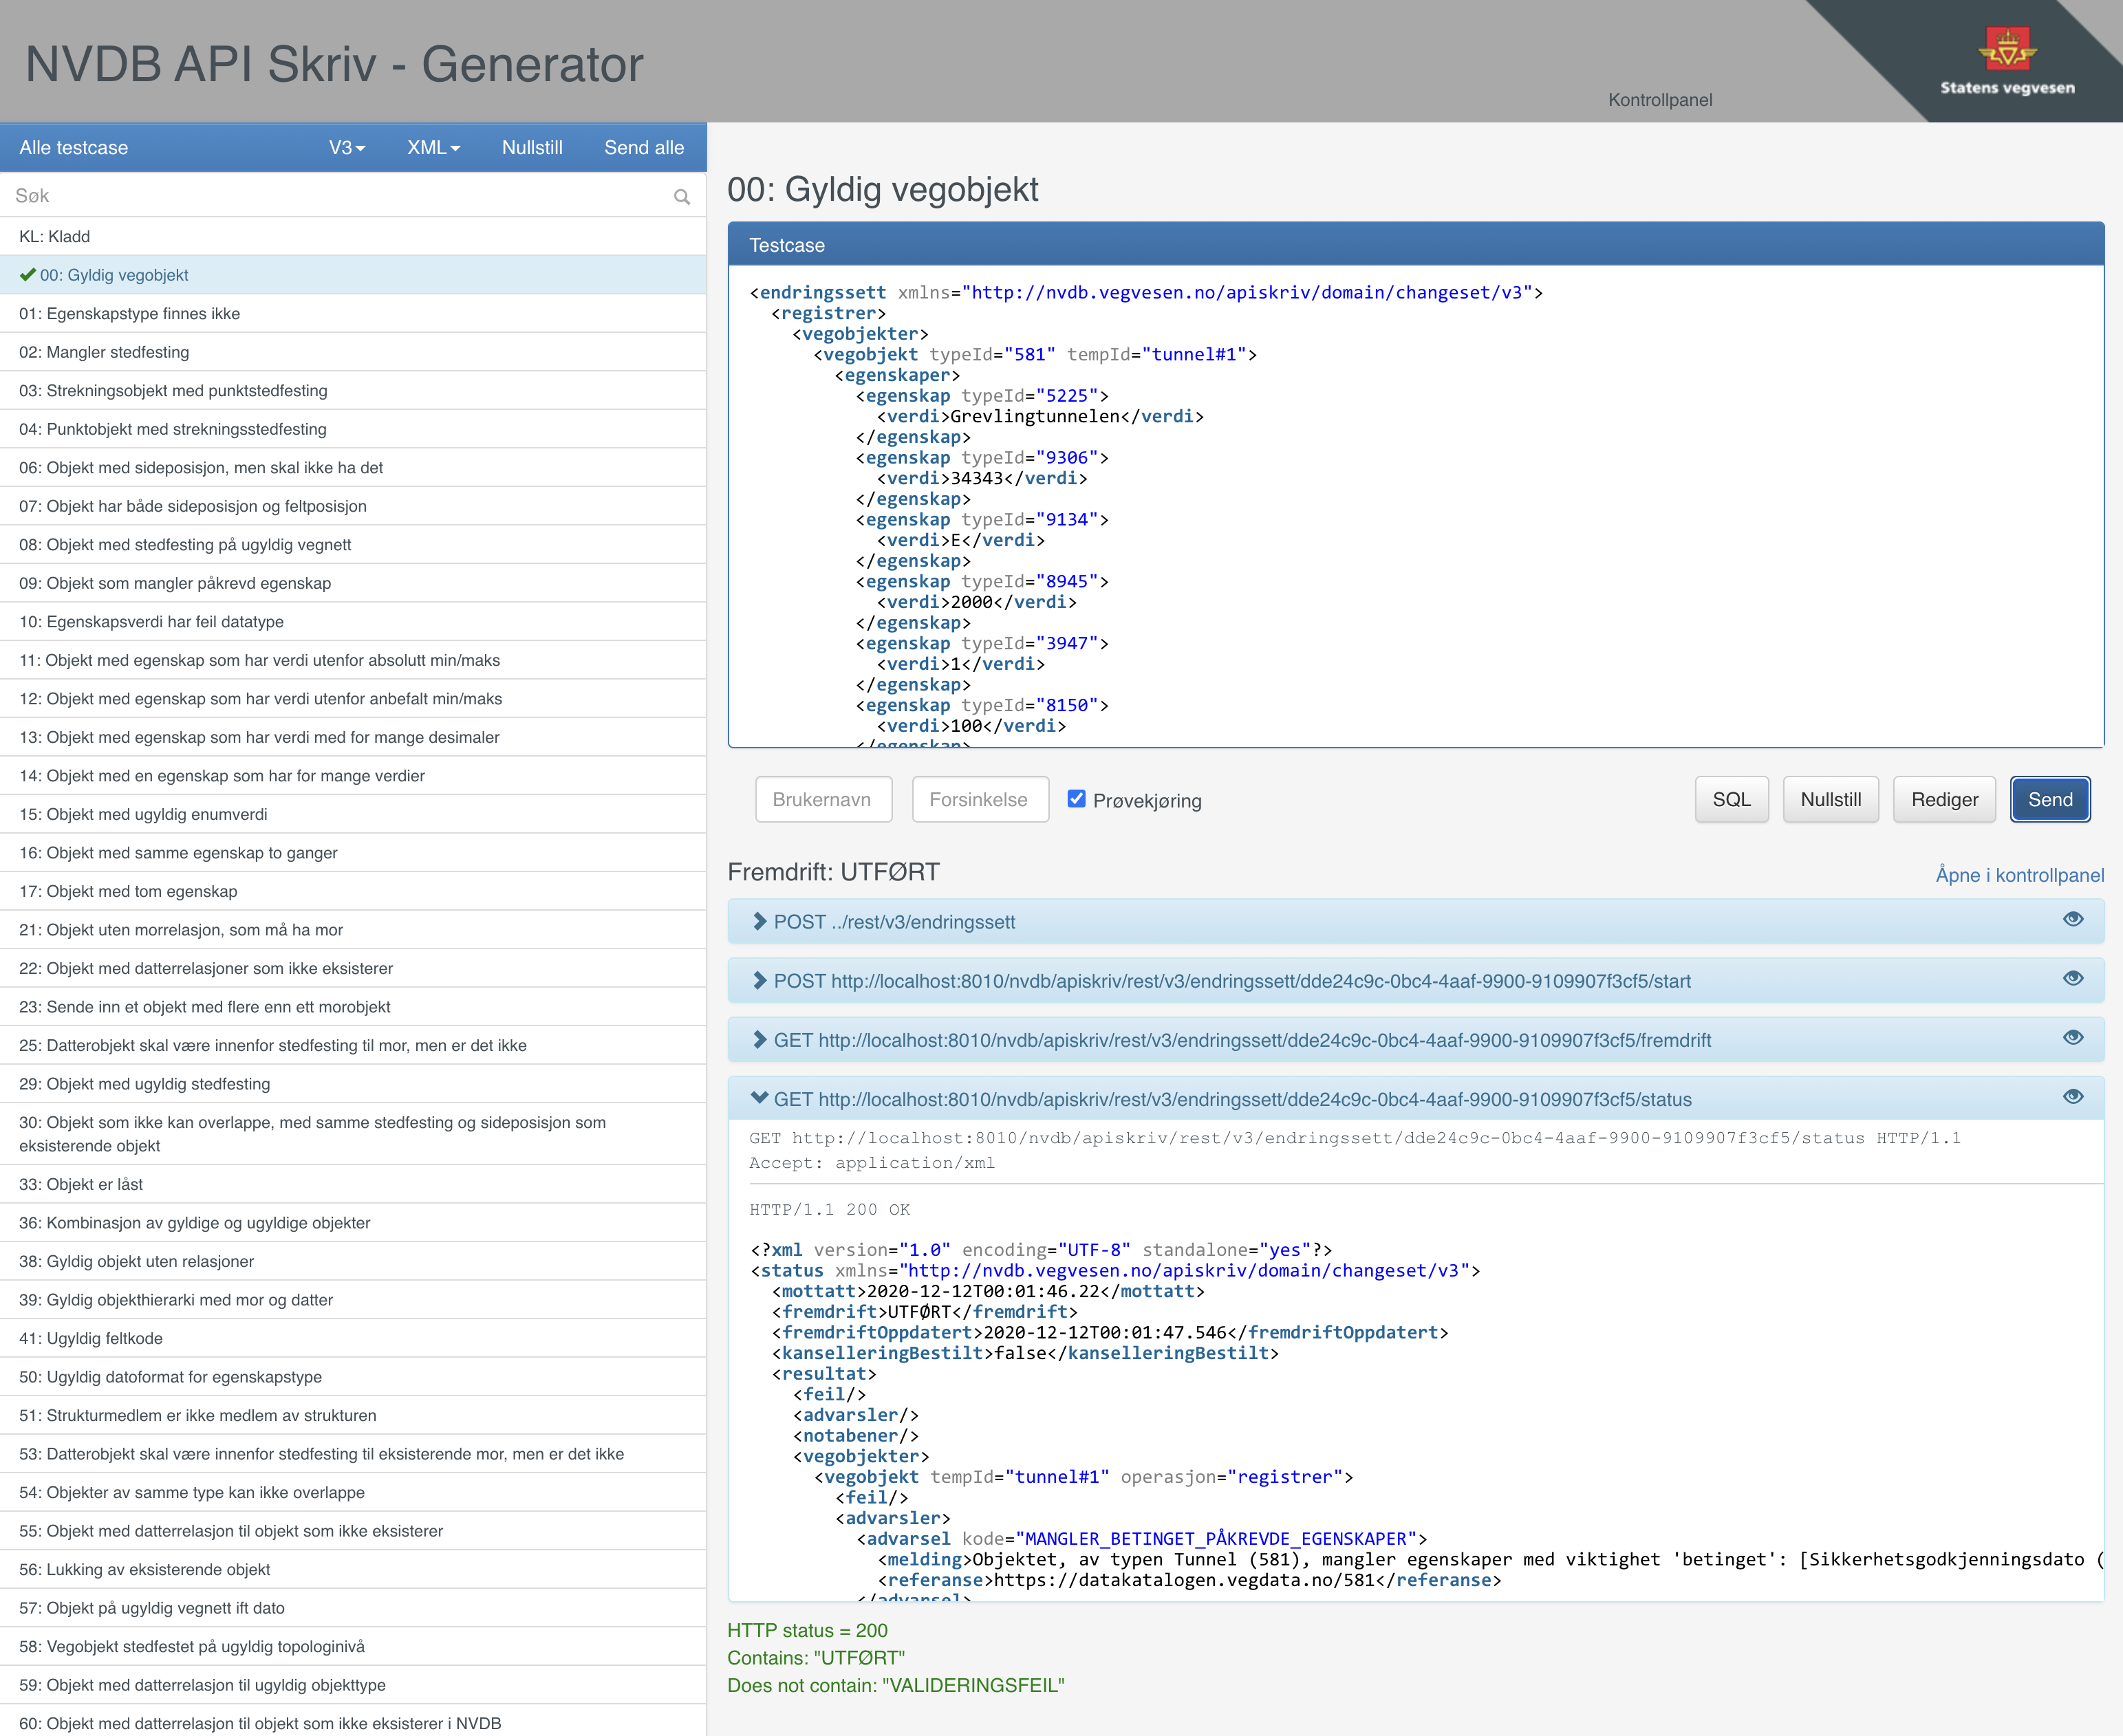 NVDB API Skriv - Generator
Kontrollpanel
Statens vegvesen
Alle testcase V3 XML Nullstill Send alle
Søk
KL: Kladd
00: Gyldig vegobjekt
01: Egenskapstype finnes ikke
02: Mangler stedfesting
03: Strekningsobjekt med punktstedfesting
04: Punktobjekt med strekningsstedfesting
06: Objekt med sideposisjon, men skal ikke ha det
07: Objekt har både sideposisjon og feltposisjon
08: Objekt med stedfesting på ugyldig vegnett
09: Objekt som mangler påkrevd egenskap
10: Egenskapsverdi har feil datatype
11: Objekt med egenskap som har verdi utenfor absolutt min/maks
12: Objekt med egenskap som har verdi utenfor anbefalt min/maks
13: Objekt med egenskap som har verdi med for mange desimaler
14: Objekt med en egenskap som har for mange verdier
15: Objekt med ugyldig enumverdi
16: Objekt med samme egenskap to ganger
17: Objekt med tom egenskap
21: Objekt uten morrelasjon, som må ha mor
22: Objekt med datterrelasjoner som ikke eksisterer
23: Sende inn et objekt med flere enn ett morobjekt
25: Datterobjekt skal være innenfor stedfesting til mor, men er det ikke
29: Objekt med ugyldig stedfesting
30: Objekt som ikke kan overlappe, med samme stedfesting og sideposisjon som
eksisterende objekt
33: Objekt er låst
36: Kombinasjon av gyldige og ugyldige objekter
38: Gyldig objekt uten relasjoner
39: Gyldig objekthierarki med mor og datter
41: Ugyldig feltkode
50: Ugyldig datoformat for egenskapstype
51: Strukturmedlem er ikke medlem av strukturen
53: Datterobjekt skal være innenfor stedfesting til eksisterende mor, men er det ikke
54: Objekter av samme type kan ikke overlappe
55: Objekt med datterrelasjon til objekt som ikke eksisterer
56: Lukking av eksisterende objekt
57: Objekt på ugyldig vegnett ift dato
58: Vegobjekt stedfestet på ugyldig topologinivå
59: Objekt med datterrelasjon til ugyldig objekttype
60: Objekt med datterrelasjon til objekt som ikke eksisterer i NVDB
00: Gyldig vegobjekt
Testcase
<endringssett xmlns="http://nvdb.vegvesen.no/apiskriv/domain/changeset/v3">
<registrer>
<vegobjekter>
<vegobjekt typeId="581" tempId="tunnel#1">
<egenskaper>
<egenskap typeId="5225">
<verdi>Grevlingtunnelen</verdi>
</egenskap>
<egenskap typeId="9306">
<verdi>34343</verdi>
</egenskap>
<egenskap typeId="9134">
<verdi>E</verdi>
</egenskap>
<egenskap typeId="8945">
<verdi>2000</verdi>
</egenskap>
<egenskap typeId="3947">
<verdi>1</verdi>
</egenskap>
<egenskap typeId="8150">
<verdi>100</verdi>
</egenskap>
Brukernavn Forsinkelse Prøvekjøring SQL Nullstill Rediger Send
Fremdrift: UTFØRT Åpne i kontrollpanel
POST ../rest/v3/endringssett
POST http://localhost:8010/nvdb/apiskriv/rest/v3/endringssett/dde24c9c-0bc4-4aaf-9900-9109907f3cf5/start
GET http://localhost:8010/nvdb/apiskriv/rest/v3/endringssett/dde24c9c-0bc4-4aaf-9900-9109907f3cf5/fremdrift
GET http://localhost:8010/nvdb/apiskriv/rest/v3/endringssett/dde24c9c-0bc4-4aaf-9900-9109907f3cf5/status
GET http://localhost:8010/nvdb/apiskriv/rest/v3/endringssett/dde24c9c-0bc4-4aaf-9900-9109907f3cf5/status HTTP/1.1
Accept: application/xml
HTTP/1.1 200 OK
<?xml version="1.0" encoding="UTF-8" standalone="yes"?>
<status xmlns="http://nvdb.vegvesen.no/apiskriv/domain/changeset/v3">
<mottatt>2020-12-12T00:01:46.22</mottatt>
<fremdrift>UTFØRT</fremdrift>
<fremdriftOppdatert>2020-12-12T00:01:47.546</fremdriftOppdatert>
<kanselleringBestilt>false</kanselleringBestilt>
<resultat>
<feil/>
<advarsler/>
<notabener/>
<vegobjekter>
<vegobjekt tempId="tunnel#1" operasjon="registrer">
<feil/>
<advarsler>
<advarsel kode="MANGLER_BETINGET_PÅKREVDE_EGENSKAPER">
<melding>Objektet, av typen Tunnel (581), mangler egenskaper med viktighet 'betinget': [Sikkerhetsgodkjenningsdato (
<referanse>https://datakatalogen.vegdata.no/581</referanse>
</advarsel>
HTTP status = 200
Contains: "UTFØRT"
Does not contain: "VALIDERINGSFEIL"